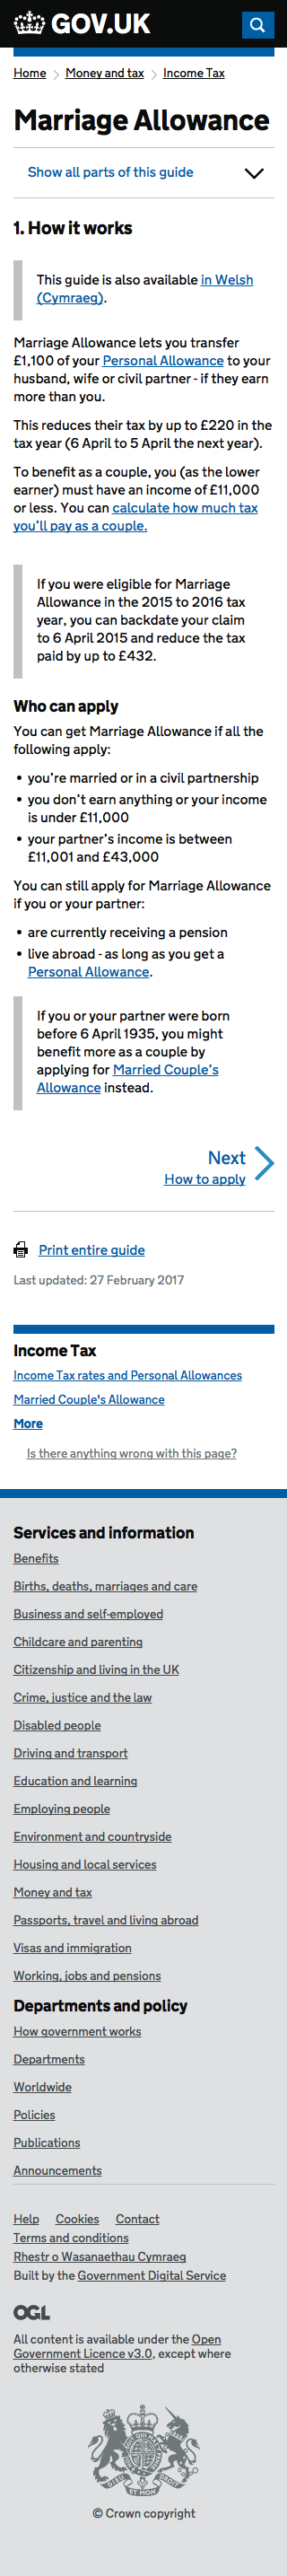 GOV.UK
Home
Money and tax
Income Tax
Marriage Allowance
Show all parts of this guide
1. How it works
This guide is also available in Welsh
(Cymraeg).
Marriage Allowance lets you transfer
£1,100 of your Personal Allowance to your
husband, wife or civil partner - if they earn
more than you.
This reduces their tax by up to £220 in the
tax year (6 April to 5 April the next year).
To benefit as a couple, you (as the lower
earner) must have an income of £11,000
or less. You can calculate how much tax
you’ll pay as a couple.
If you were eligible for Marriage
Allowance in the 2015 to 2016 tax
year, you can backdate your claim
to 6 April 2015 and reduce the tax
paid by up to £432.
Who can apply
You can get Marriage Allowance if all the
following apply:
• you’re married or in a civil partnership
• you don’t earn anything or your income
is under £11,000
• your partner’s income is between
£11,001 and £43,000
You can still apply for Marriage Allowance
if you or your partner:
• are currently receiving a pension
• live abroad - as long as you get a
Personal Allowance.
If you or your partner were born
before 6 April 1935, you might
benefit more as a couple by
applying for Married Couple’s
Allowance instead.
Next
How to apply
Print entire guide
Last updated: 27 February 2017
Income Tax
Income Tax rates and Personal Allowances
Married Couple's Allowance
More
Is there anything wrong with this page?
Services and information
Benefits
Births, deaths, marriages and care
Business and self-employed
Childcare and parenting
Citizenship and living in the UK
Crime, justice and the law
Disabled people
Driving and transport
Education and learning
Employing people
Environment and countryside
Housing and local services
Money and tax
Passports, travel and living abroad
Visas and immigration
Working, jobs and pensions
Departments and policy
How government works
Departments
Worldwide
Policies
Publications
Announcements
Help Cookies Contact
Terms and conditions
Rhestr o Wasanaethau Cymraeg
Built by the Government Digital Service
OGL
All content is available under the Open
Government Licence v3.0, except where
otherwise stated
DIEU ET MON DROIT
© Crown copyright